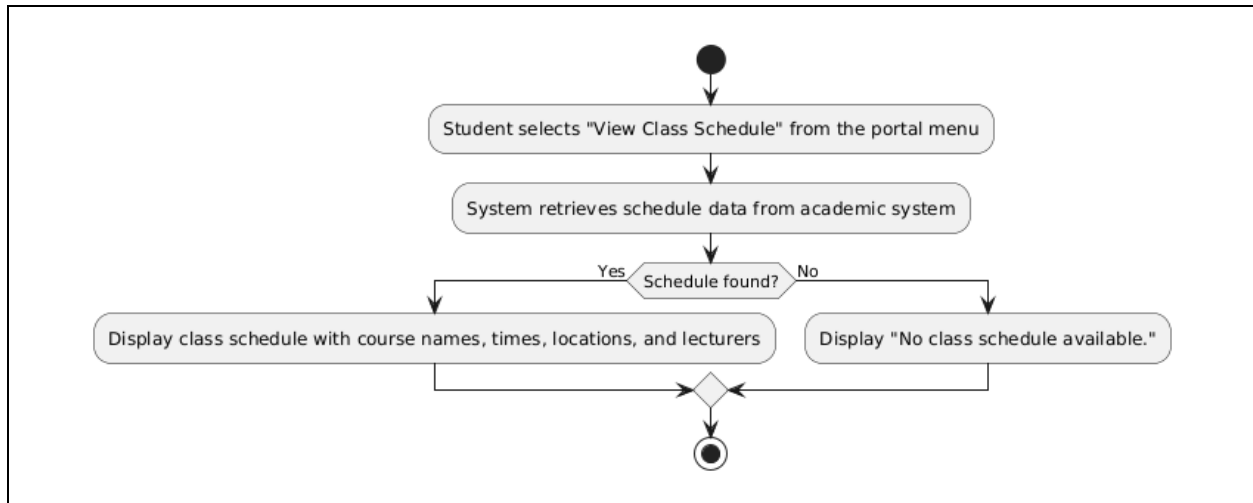 Student selects "View Class Schedule" from the portal menu
System retrieves schedule data from academic system
Yes
Schedule found?
No
Display class schedule with course names, times, locations, and lecturers
Display "No class schedule available."